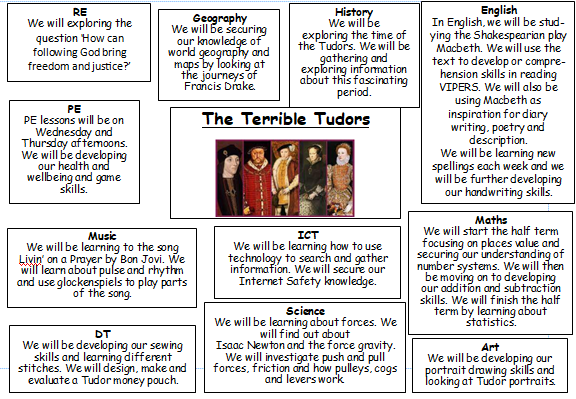 RE
We will exploring the
question 'How can
following God bring
freedom and justice?'
Geography
We will be securing
our knowledge of
world geography and
maps by looking at
the journeys of
Francis Drake.
History
We will be
exploring the time of
the Tudors. We will be
gathering and
exploring information
about this fascinating
period.
English
In English, we will be stud-
ying the Shakespearian play
Macbeth. We will use the
text to develop or compre-
hension skills in reading
VIPERS. We will also be
using Macbeth as
inspiration for diary
writing, poetry and
description.
We will be learning new
spellings each week and we
will be further developing
our handwriting skills.
PE
PE lessons will be on
Wednesday and
Thursday afternoons.
We will be developing
our health and
wellbeing and game
skills.
The Terrible Tudors
Music
We will be learning to the song
Livin' on a Prayer by Bon Jovi. We
will learn about pulse and rhythm
and use glockenspiels to play parts
of the song.
ICT
We will be learning how to use
technology to search and gather
information. We will secure our
Internet Safety knowledge.
Maths
We will start the half term
focusing on places value and
securing our understanding of
number systems. We will then
be moving on to developing
our addition and subtraction
skills. We will finish the half
term by learning about
statistics.
DT
We will be developing our sewing
skills and learning different
stitches. We will design, make and
evaluate a Tudor money pouch.
Science
We will be learning about forces. We
will find out about
Isaac Newton and the force gravity.
We will investigate push and pull
forces, friction and how pulleys, cogs
and levers work.
Art
We will be developing our
portrait drawing skills and
looking at Tudor portraits.